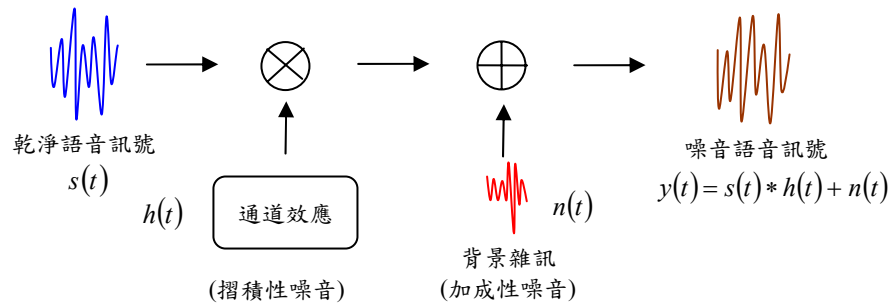 乾淨語音訊號
s(t)
h(t)
通道效應
(摺積性噪音)
n(t)
背景雜訊
(加成性噪音)
噪音語音訊號
y(t) = s(t) * h(t) + n(t)